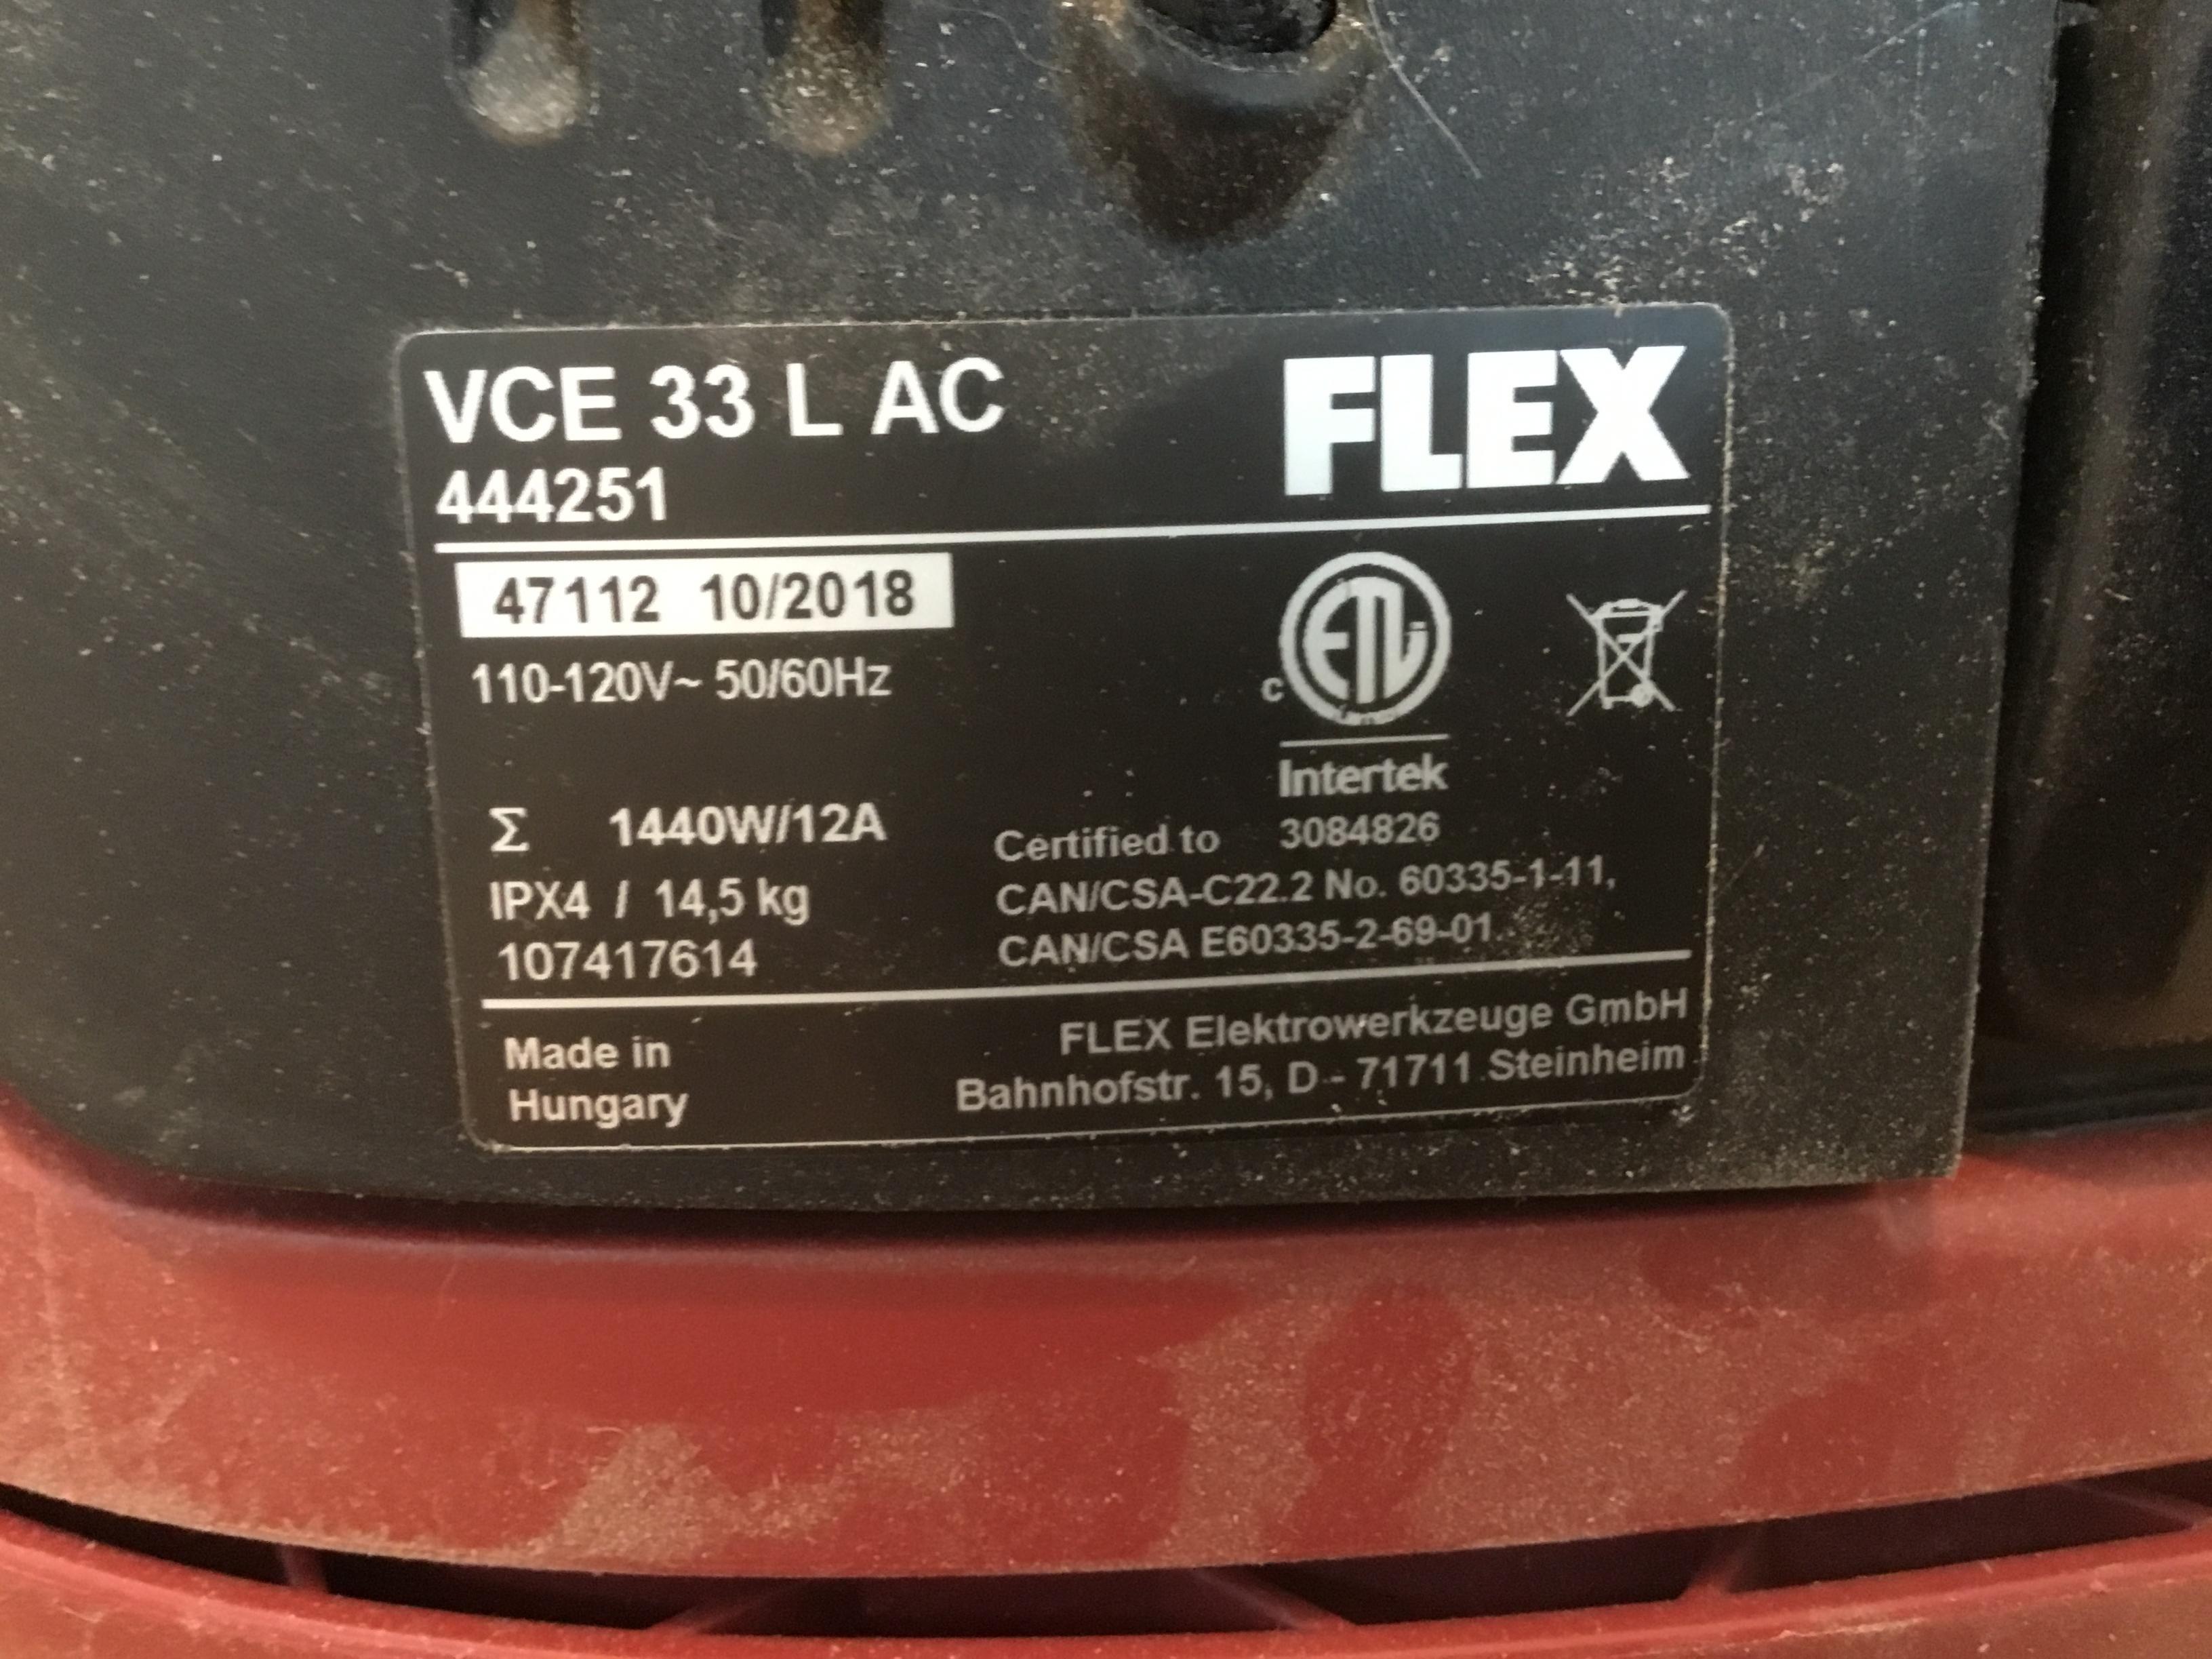 VCE 33 L AC
FLEX
444251
47112 10/2018
110-120V~ 50/60Hz
c
ETL
Intertek
3084826
Σ 1440W/12A
Certified to
IPX4 / 14,5 kg
CAN/CSA-C22.2 No. 60335-1-11,
107417614
CAN/CSA E60335-2-69-01.
Made in
Hungary
FLEX Elektrowerkzeuge GmbH
Bahnhofstr. 15, D - 71711 Steinheim